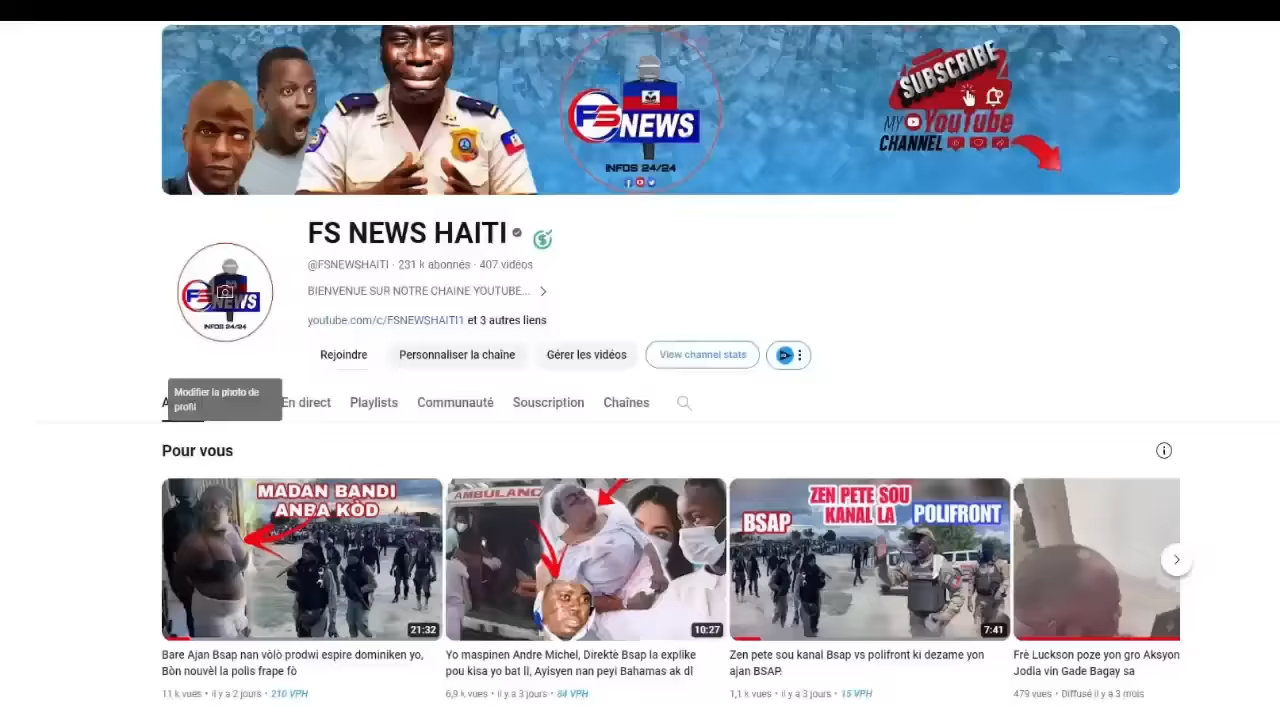 SUBSCRIBE
MY YouTube
CHANNEL
FS NEWS
INFOS 24/24
FS NEWS HAITI
@FSNEWSHAITI · 231 k abonnés · 407 vidéos
BIENVENUE SUR NOTRE CHAINE YOUTUBE...
youtube.com/c/FSNEWSHAITI1 et 3 autres liens
FS NEWS
INFOS 24/24
Rejoindre Personnaliser la chaîne Gérer les vidéos View channel stats
Modifier la photo de
profil
En direct Playlists Communauté Souscription Chaînes
Pour vous
MADAN BANDI
ANBA KÒD
21:32
AMBULANC
10:27
ZEN PETE SOU
KANAL LA
BSAP
POLIFRONT
7:41
Bare Ajan Bsap nan vòlò prodwi espire dominiken yo,
Bòn nouvèl la polis frape fò
11 k vues • il y a 2 jours • 210 VPH
Yo maspinen Andre Michel, Direktè Bsap la explike
pou kisa yo bat li, Ayisyen nan peyi Bahamas ak dl
6,9 k vues • il y a 3 jours • 84 VPH
Zen pete sou kanal Bsap vs polifront ki dezame yon
ajan BSAP.
1,1 k vues • il y a 3 jours • 15 VPH
Frè Luckson poze yon gro Aksyon
Jodia vin Gade Bagay sa
479 vues • Diffusé il y a 3 mois